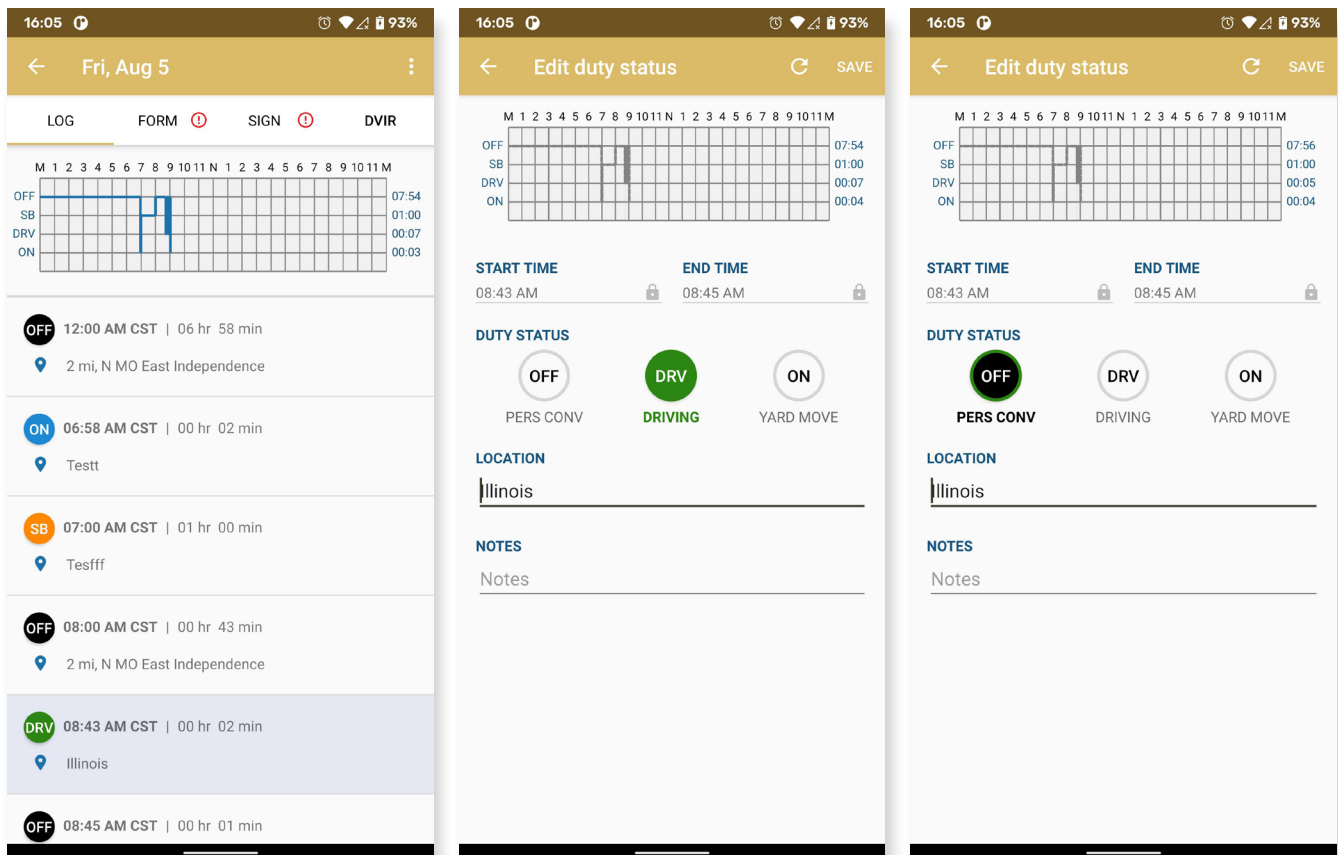 16:05 93%
Fri, Aug 5
LOG FORM SIGN DVIR
M 1 2 3 4 5 6 7 8 9 10 11 N 1 2 3 4 5 6 7 8 9 10 11 M
OFF 07:54
SB 01:00
DRV 00:07
ON 00:03
OFF 12:00 AM CST | 06 hr 58 min
2 mi, N MO East Independence
ON 06:58 AM CST | 00 hr 02 min
Testt
SB 07:00 AM CST | 01 hr 00 min
Tesfff
OFF 08:00 AM CST | 00 hr 43 min
2 mi, N MO East Independence
DRV 08:43 AM CST | 00 hr 02 min
Illinois
OFF 08:45 AM CST | 00 hr 01 min
16:05 93%
Edit duty status SAVE
M 1 2 3 4 5 6 7 8 9 10 11 N 1 2 3 4 5 6 7 8 9 10 11 M
OFF 07:54
SB 01:00
DRV 00:07
ON 00:04
START TIME END TIME
08:43 AM 08:45 AM
DUTY STATUS
OFF DRV ON
PERS CONV DRIVING YARD MOVE
LOCATION
Illinois
NOTES
Notes
16:05 93%
Edit duty status SAVE
M 1 2 3 4 5 6 7 8 9 10 11 N 1 2 3 4 5 6 7 8 9 10 11 M
OFF 07:56
SB 01:00
DRV 00:05
ON 00:04
START TIME END TIME
08:43 AM 08:45 AM
DUTY STATUS
OFF DRV ON
PERS CONV DRIVING YARD MOVE
LOCATION
Illinois
NOTES
Notes